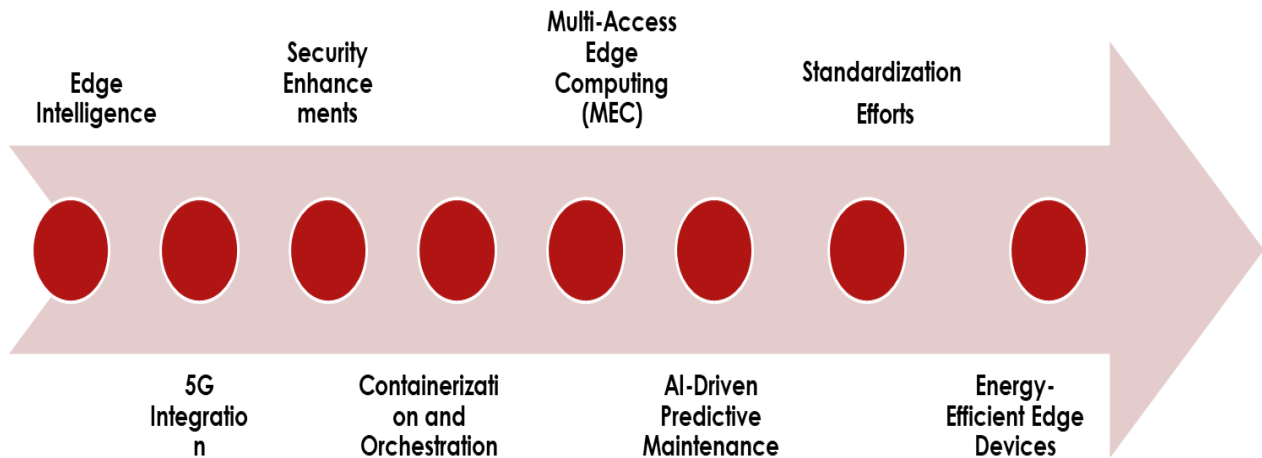 Edge
Intelligence
5G
Integratio
n
Security
Enhance
ments
Containerizati
on and
Orchestration
Multi-Access
Edge
Computing
(MEC)
AI-Driven
Predictive
Maintenance
Standardization
Efforts
Energy-
Efficient Edge
Devices